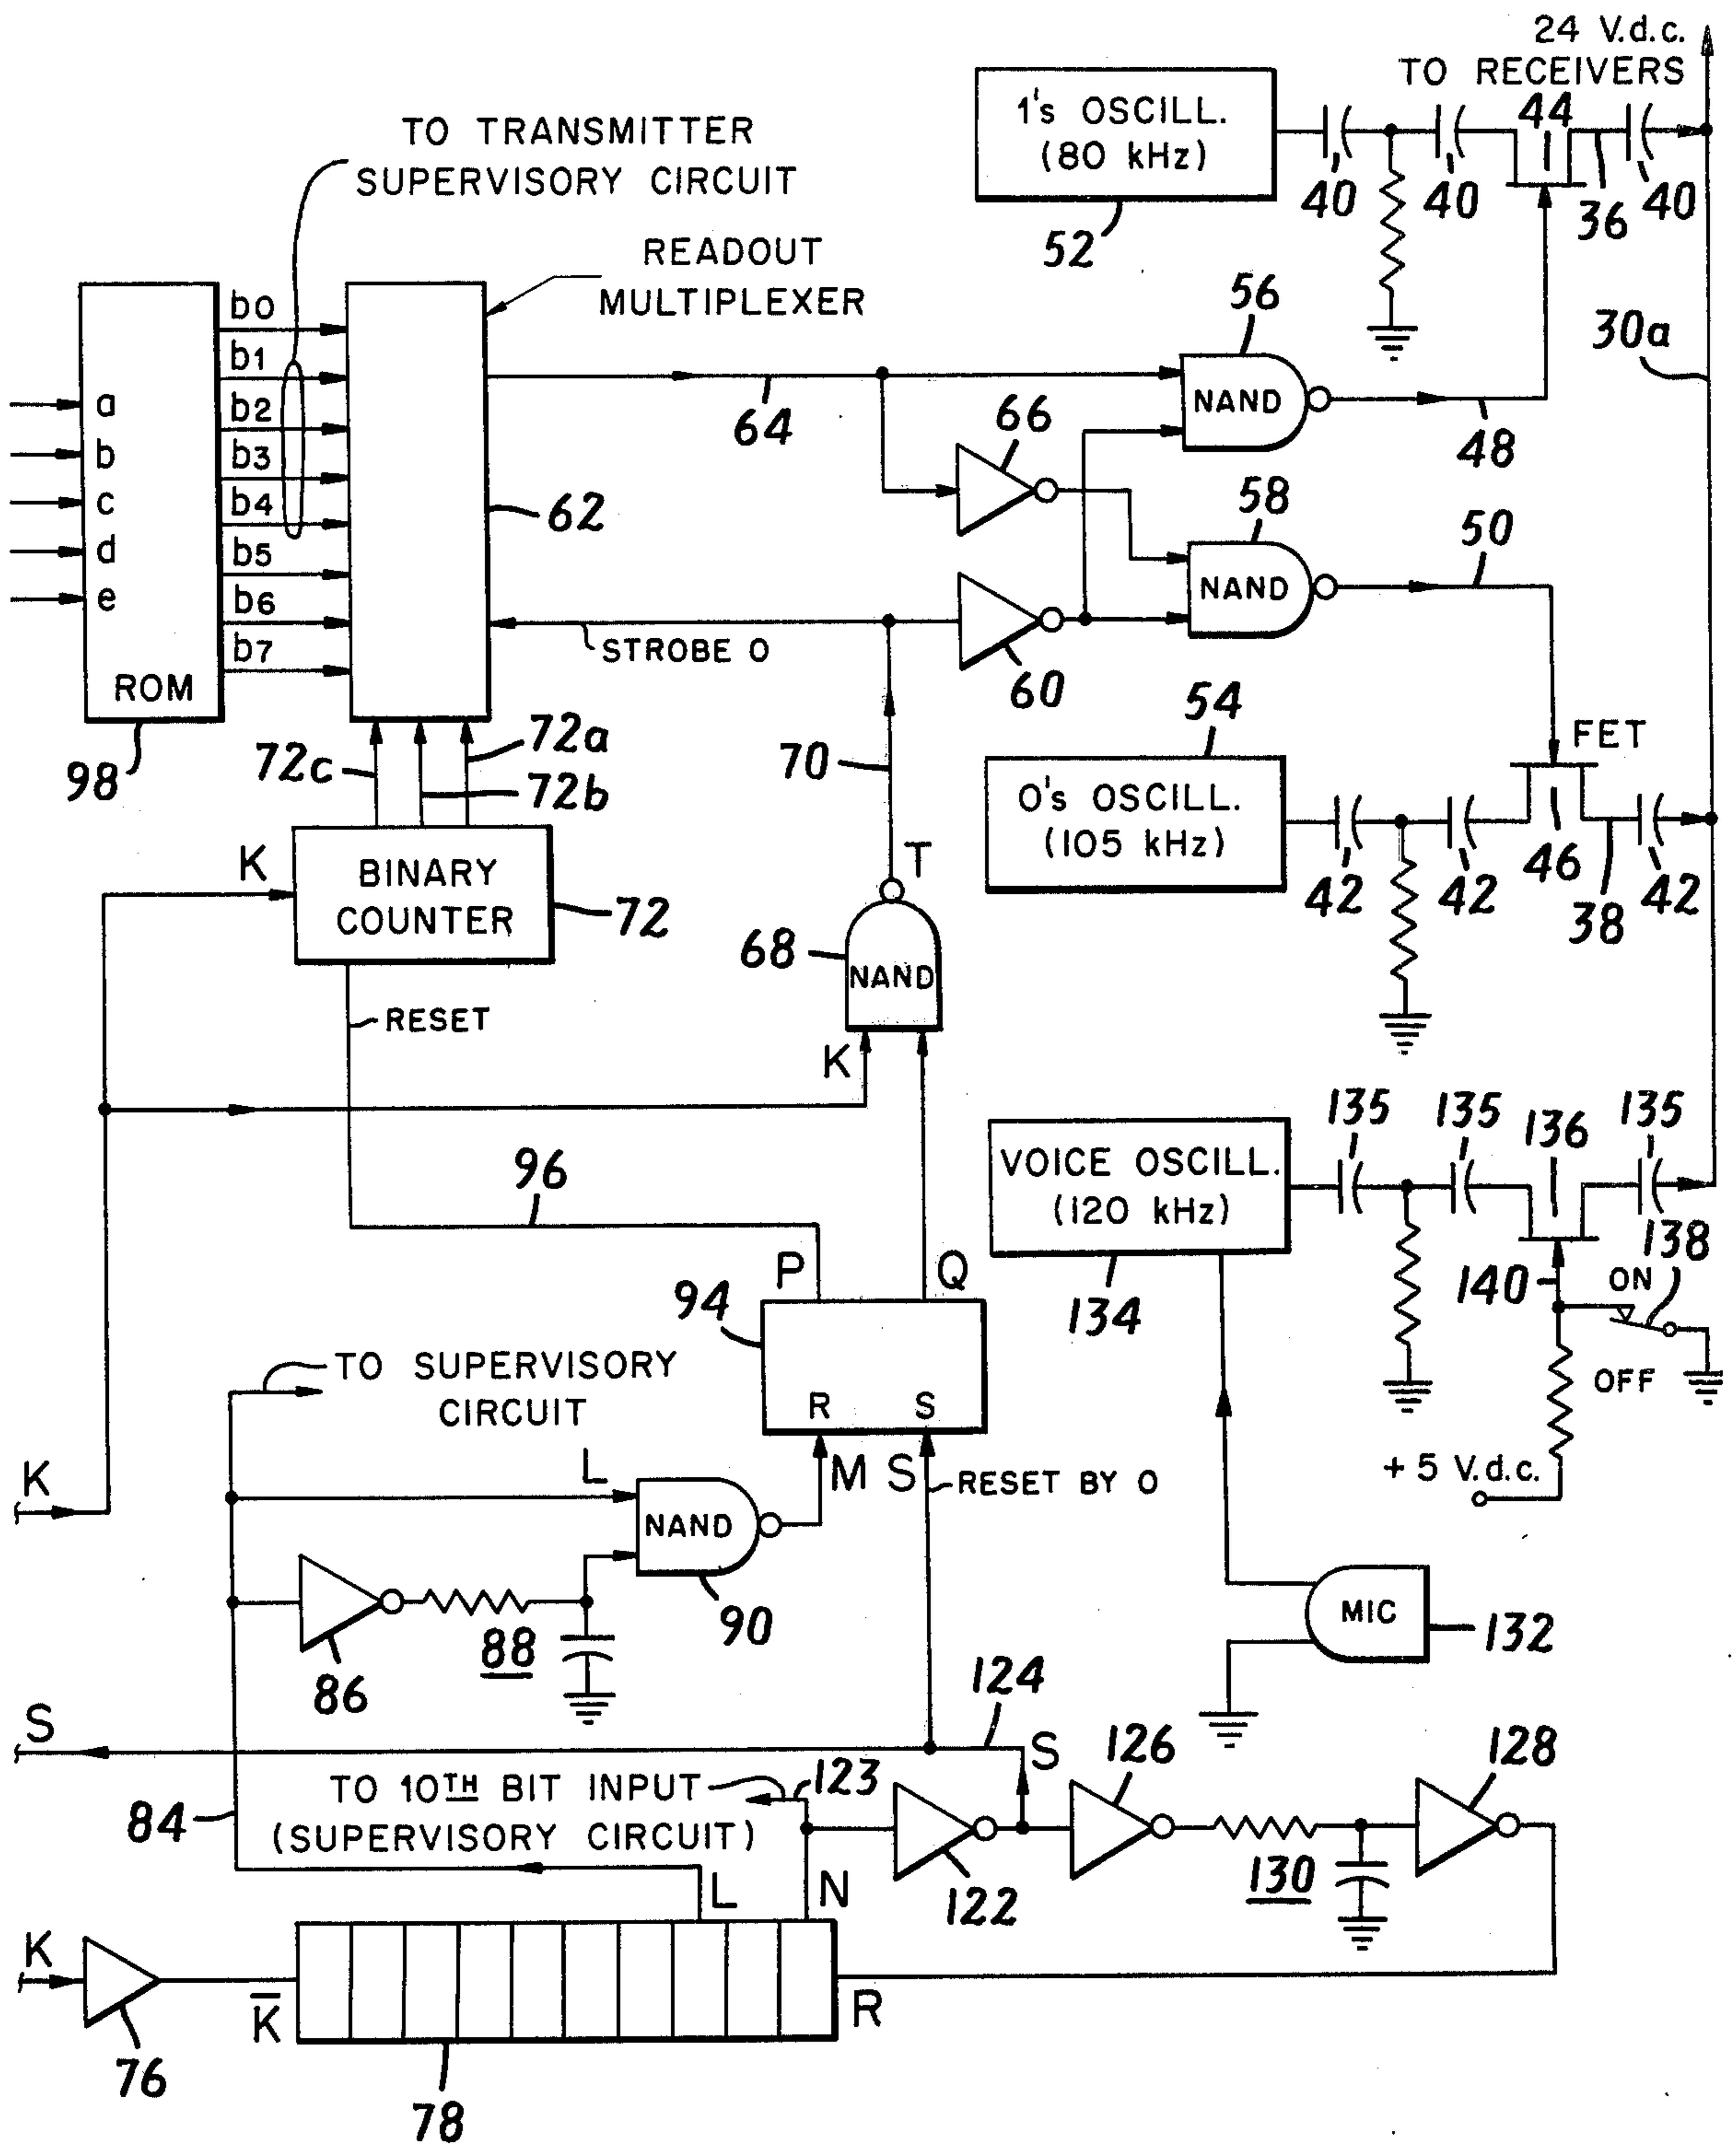 24 V.d.c.
TO RECEIVERS
1's OSCILL.
(80 kHz)
44
40
40
36
40
52
TO TRANSMITTER
SUPERVISORY CIRCUIT
READOUT
MULTIPLEXER
b0
b1
b2
b3
b4
b5
b6
b7
a
b
c
d
e
ROM
98
62
64
56
NAND
48
30a
66
58
NAND
50
STROBE 0
60
72c
72a
72b
70
54
0's OSCILL.
(105 kHz)
FET
42
42
46
38
42
K
BINARY
COUNTER
72
T
68
NAND
RESET
K
96
VOICE OSCILL.
(120 kHz)
135
135
136
135
138
134
140
ON
OFF
+ 5 V.d.c.
P
Q
94
R
S
TO SUPERVISORY
CIRCUIT
K
L
NAND
M
S
RESET BY 0
90
86
88
MIC
132
S
124
S
126
128
TO 10TH BIT INPUT
(SUPERVISORY CIRCUIT)
123
84
122
130
L
N
K
76
K̅
R
78